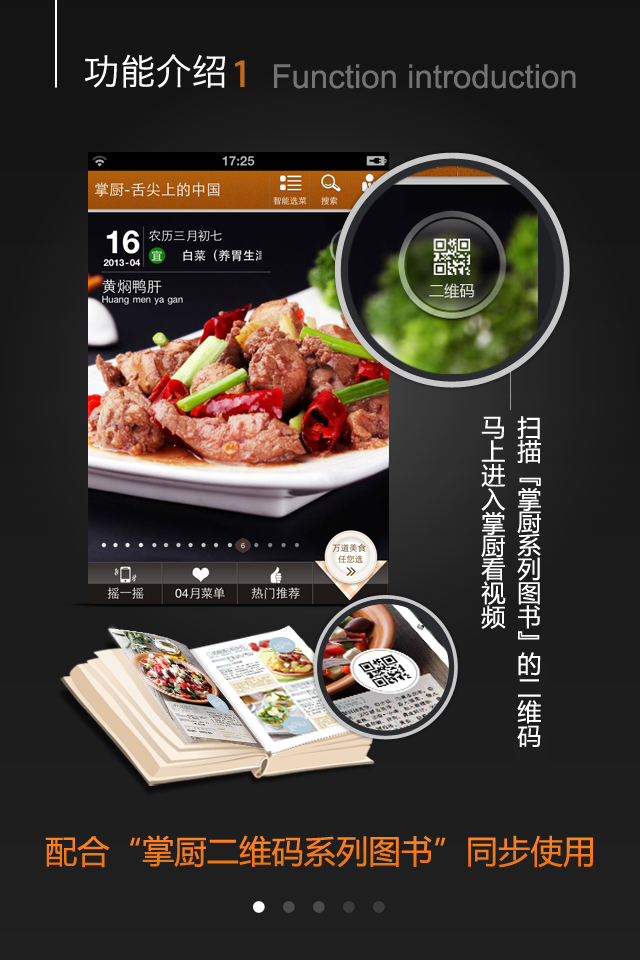 功能介绍1 Function introduction
17:25
掌厨-舌尖上的中国
智能选菜 搜索
16
2013-04
农历三月初七
宜 白菜（养胃生津
黄焖鸭肝
Huang men ya gan
二维码
扫描『掌厨系列图书』的二维码
马上进入掌厨看视频
6
万道美食
任您选
摇一摇 04月菜单 热门推荐
配合“掌厨二维码系列图书”同步使用